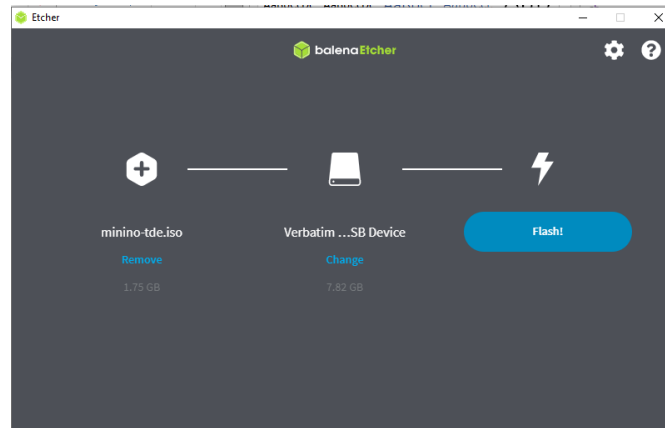 Etcher
balenaEtcher
minino-tde.iso
Remove
1.75 GB
Verbatim ...SB Device
Change
7.82 GB
Flash!